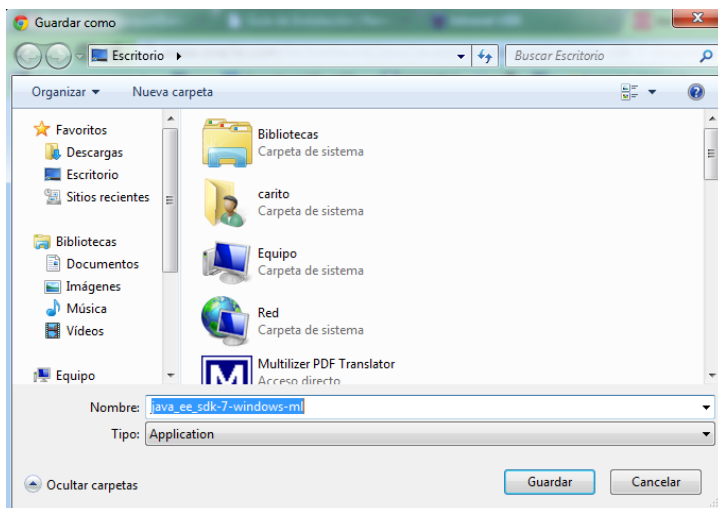 Guardar como
Escritorio
Buscar Escritorio
Organizar
Nueva carpeta
Favoritos
Descargas
Escritorio
Sitios recientes
Bibliotecas
Documentos
Imágenes
Música
Vídeos
Equipo
Bibliotecas
Carpeta de sistema
carito
Carpeta de sistema
Equipo
Carpeta de sistema
Red
Carpeta de sistema
Multilizer PDF Translator
Acceso directo
Nombre: java_ee_sdk-7-windows-ml
Tipo: Application
Ocultar carpetas
Guardar
Cancelar